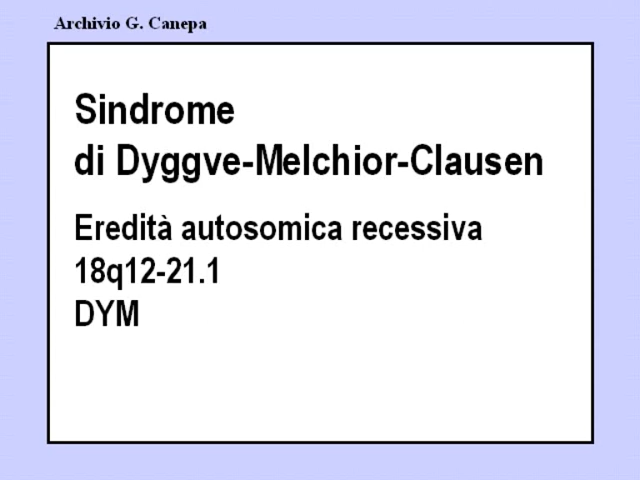 Archivio G. Canepa
Sindrome
di Dyggve-Melchior-Clausen
Eredità autosomica recessiva
18q12-21.1
DYM